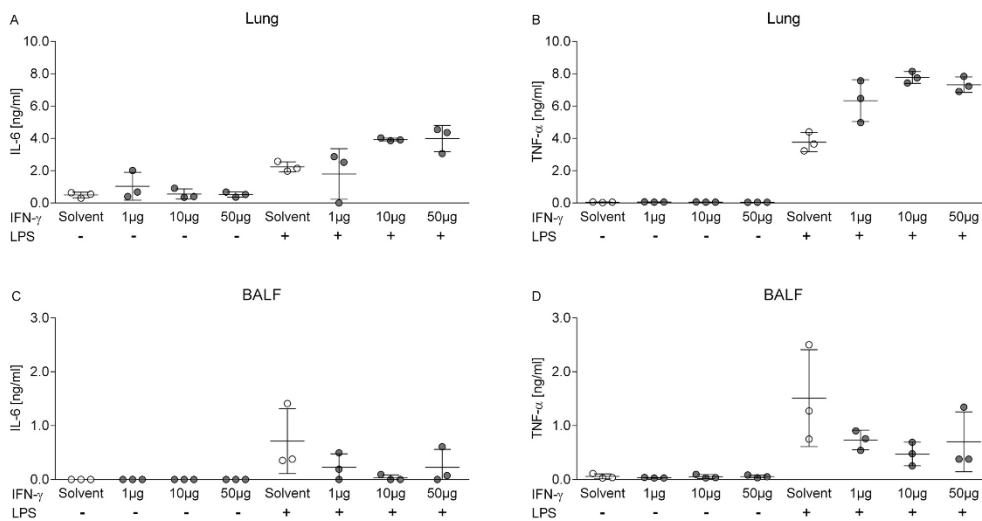 A Lung
IL-6 [ng/ml]
10.0
8.0
6.0
4.0
2.0
0.0
IFN-γ Solvent 1µg 10µg 50µg Solvent 1µg 10µg 50µg
LPS - - - - + + + +
B Lung
TNF-α [ng/ml]
10.0
8.0
6.0
4.0
2.0
0.0
IFN-γ Solvent 1µg 10µg 50µg Solvent 1µg 10µg 50µg
LPS - - - - + + + +
C BALF
IL-6 [ng/ml]
3.0
2.0
1.0
0.0
IFN-γ Solvent 1µg 10µg 50µg Solvent 1µg 10µg 50µg
LPS - - - - + + + +
D BALF
TNF-α [ng/ml]
3.0
2.0
1.0
0.0
IFN-γ Solvent 1µg 10µg 50µg Solvent 1µg 10µg 50µg
LPS - - - - + + + +